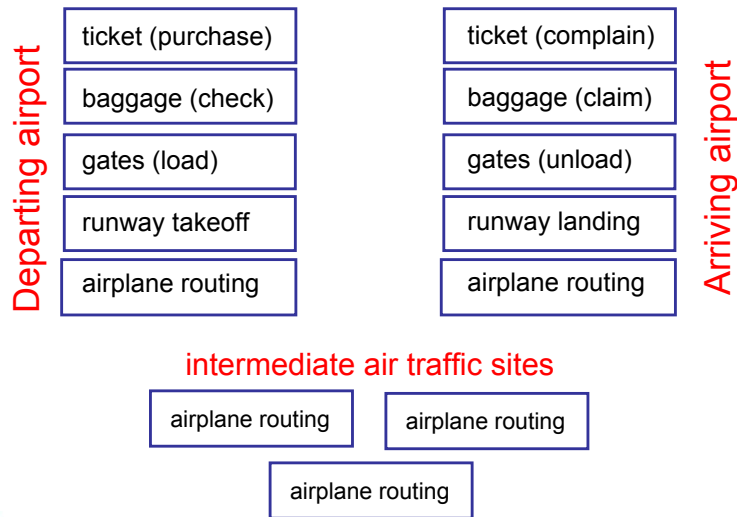 Departing airport
ticket (purchase)
baggage (check)
gates (load)
runway takeoff
airplane routing
ticket (complain)
baggage (claim)
gates (unload)
runway landing
airplane routing
Arriving airport
intermediate air traffic sites
airplane routing
airplane routing
airplane routing